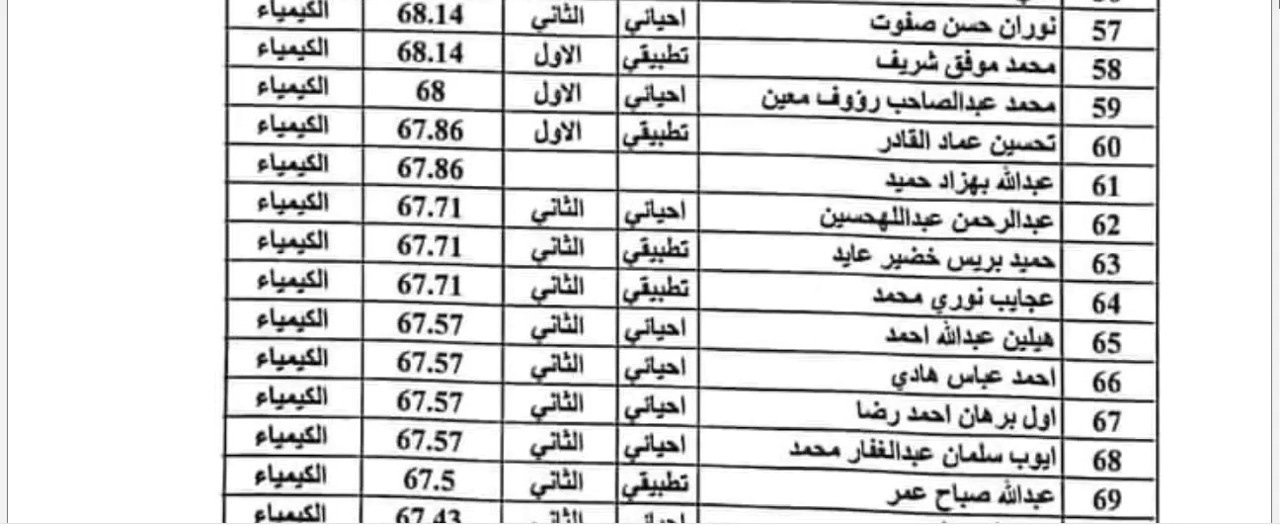 57 نوران حسن صفوت احيائي الثاني 68.14 الكيمياء
58 محمد موفق شريف تطبيقي الاول 68.14 الكيمياء
59 محمد عبدالصاحب رؤوف معين احيائي الاول 68 الكيمياء
60 تحسين عماد القادر تطبيقي الاول 67.86 الكيمياء
61 عبدالله بهزاد حميد 67.86 الكيمياء
62 عبدالرحمن عبداللهحسين احيائي الثاني 67.71 الكيمياء
63 حميد بريس خضير عايد تطبيقي الثاني 67.71 الكيمياء
64 عجايب نوري محمد تطبيقي الثاني 67.71 الكيمياء
65 هيلين عبدالله احمد احيائي الثاني 67.57 الكيمياء
66 احمد عباس هادي احيائي الثاني 67.57 الكيمياء
67 اول برهان احمد رضا احيائي الثاني 67.57 الكيمياء
68 ايوب سلمان عبدالغفار محمد احيائي الثاني 67.57 الكيمياء
69 عبدالله صباح عمر تطبيقي الثاني 67.5 الكيمياء
احيائي الثاني 67.43 الكيمياء